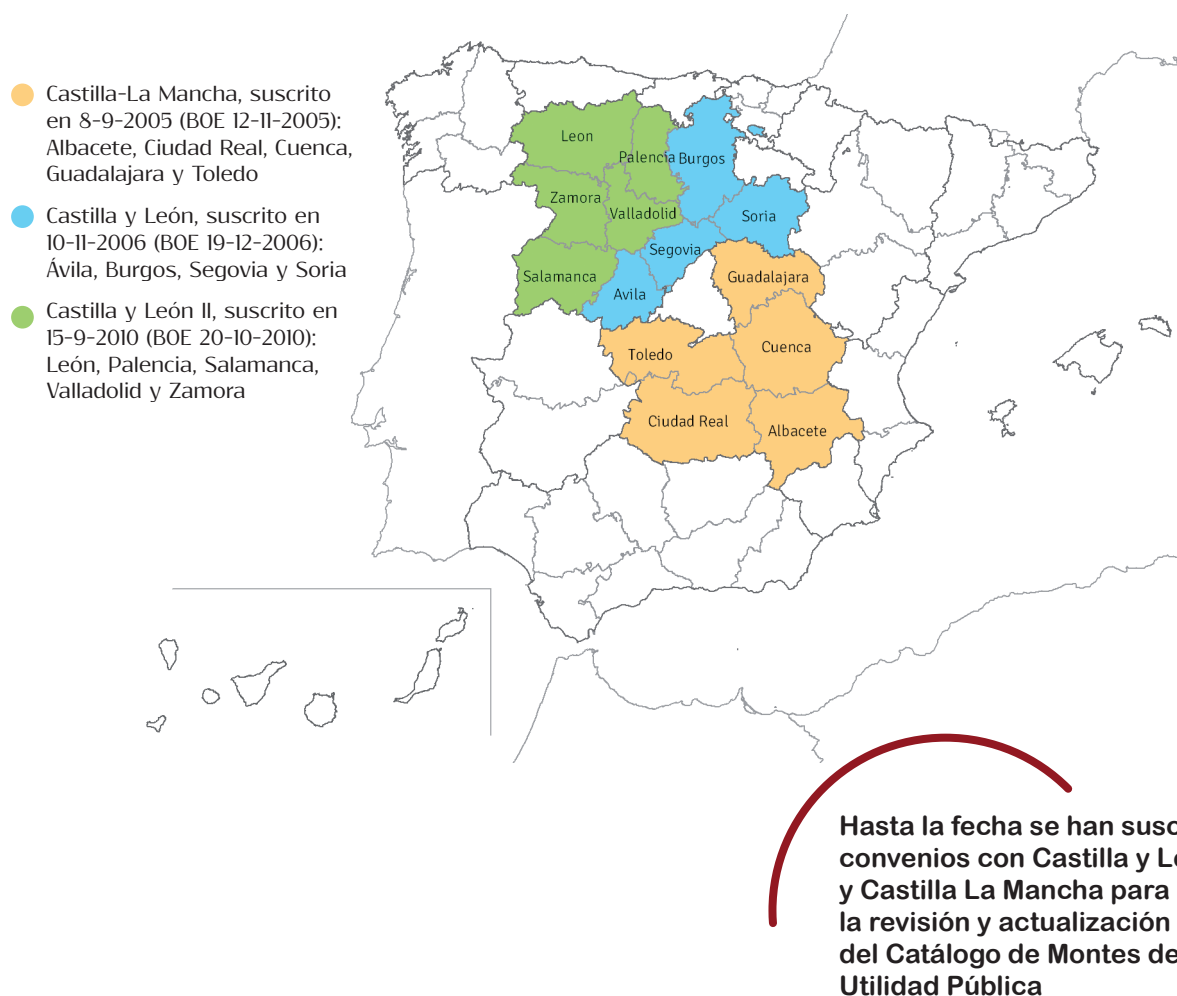 Castilla-La Mancha, suscrito
en 8-9-2005 (BOE 12-11-2005):
Albacete, Ciudad Real, Cuenca,
Guadalajara y Toledo
Castilla y León, suscrito en
10-11-2006 (BOE 19-12-2006):
Ávila, Burgos, Segovia y Soria
Castilla y León II, suscrito en
15-9-2010 (BOE 20-10-2010):
León, Palencia, Salamanca,
Valladolid y Zamora
Leon
Palencia
Burgos
Zamora
Valladolid
Soria
Segovia
Salamanca
Avila
Guadalajara
Toledo
Cuenca
Ciudad Real
Albacete
Hasta la fecha se han
convenios con Castilla y
y Castilla La Mancha para
la revisión y actualización
del Catálogo de Montes de
Utilidad Pública